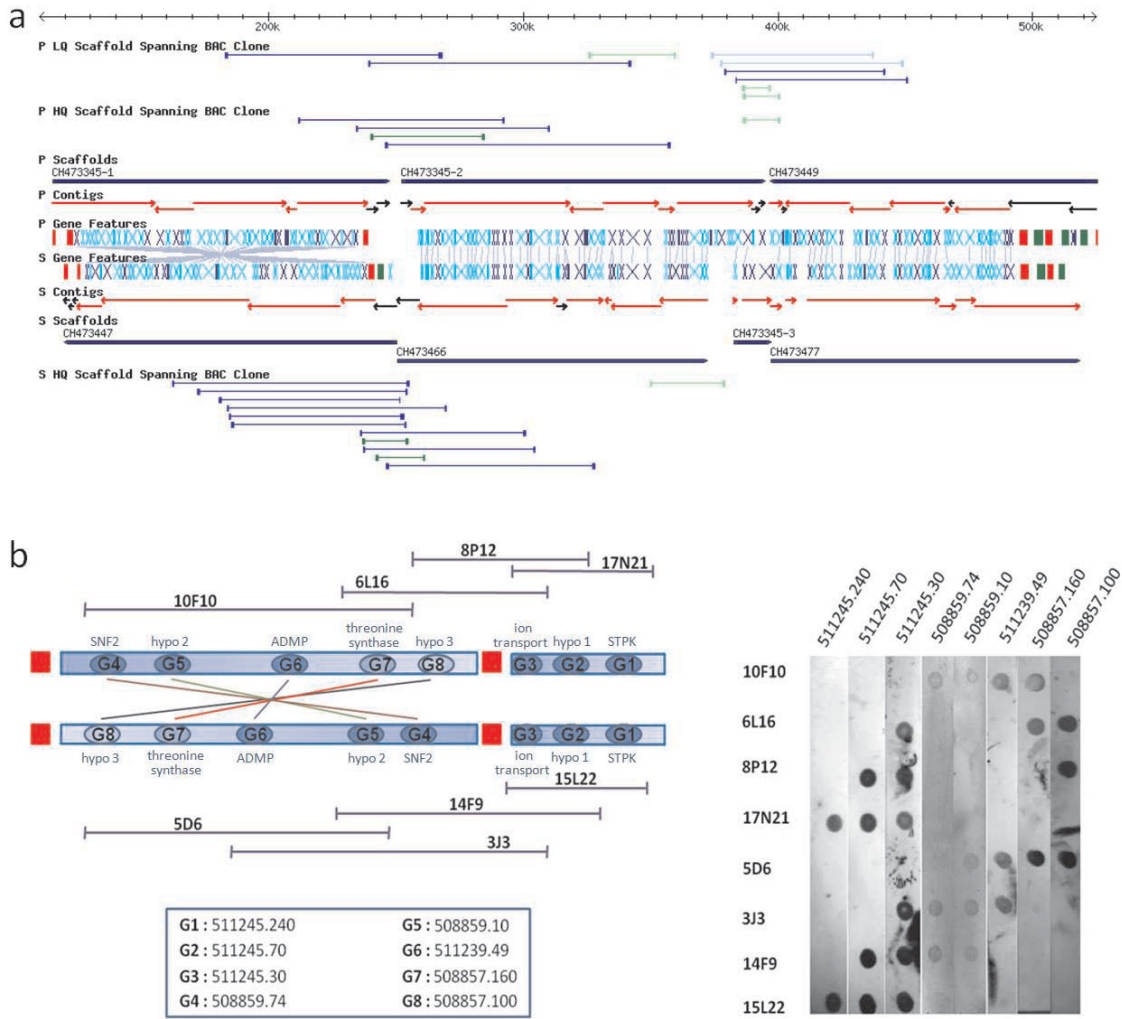 a
200k 300k 400k 500k
P LQ Scaffold Spanning BAC Clone
P HQ Scaffold Spanning BAC Clone
P Scaffolds
CH473345-1 CH473345-2 CH473449
P Contigs
P Gene Features
S Gene Features
S Contigs
S Scaffolds
CH473447 CH473345-3
CH473466 CH473477
S HQ Scaffold Spanning BAC Clone
b
8P12
17N21
6L16
10F10
SNF2 hypo 2 ADMP threonine synthase hypo 3 ion transport hypo 1 STPK
G4 G5 G6 G7 G8 G3 G2 G1
G8 G7 G6 G5 G4 G3 G2 G1
hypo 3 threonine synthase ADMP hypo 2 SNF2 ion transport hypo 1 STPK
15L22
14F9
5D6
3J3
G1 : 511245.240 G5 : 508859.10
G2 : 511245.70 G6 : 511239.49
G3 : 511245.30 G7 : 508857.160
G4 : 508859.74 G8 : 508857.100
511245.240
511245.70
511245.30
508859.74
508859.10
511239.49
508857.160
508857.100
10F10
6L16
8P12
17N21
5D6
3J3
14F9
15L22